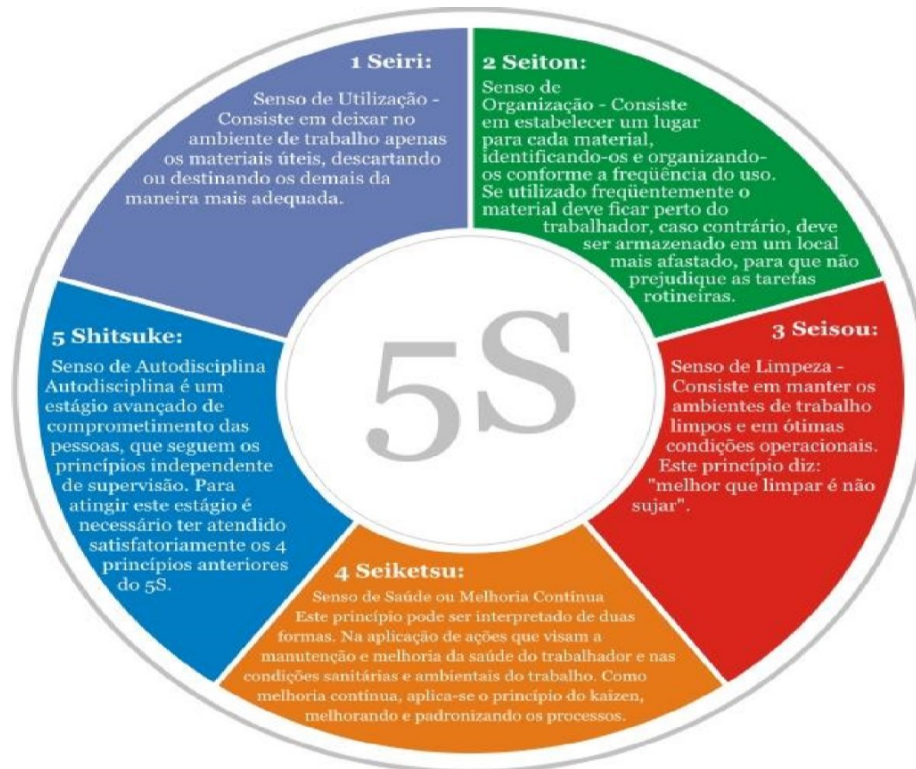 1 Seiri:
Senso de Utilização -
Consiste em deixar no
ambiente de trabalho apenas
os materiais úteis, descartando
ou destinando os demais da
maneira mais adequada.
2 Seiton:
Senso de
Organização - Consiste
em estabelecer um lugar
para cada material,
identificando-os e organizando-
os conforme a freqüência do uso.
Se utilizado freqüentemente o
material deve ficar perto do
trabalhador, caso contrário, deve
ser armazenado em um local
mais afastado, para que não
prejudique as tarefas
rotineiras.
3 Seisou:
Senso de Limpeza -
Consiste em manter os
ambientes de trabalho
limpos e em ótimas
condições operacionais.
Este princípio diz:
"melhor que limpar é não
sujar".
4 Seiketsu:
Senso de Saúde ou Melhoria Contínua
Este princípio pode ser interpretado de duas
formas. Na aplicação de ações que visam a
manutenção e melhoria da saúde do trabalhador e nas
condições sanitárias e ambientais do trabalho. Como
melhoria contínua, aplica-se o princípio do kaizen,
melhorando e padronizando os processos.
5 Shitsuke:
Senso de Autodisciplina
Autodisciplina é um
estágio avançado de
comprometimento das
pessoas, que seguem os
princípios independente
de supervisão. Para
atingir este estágio é
necessário ter atendido
satisfatoriamente os 4
princípios anteriores
do 5S.
5S